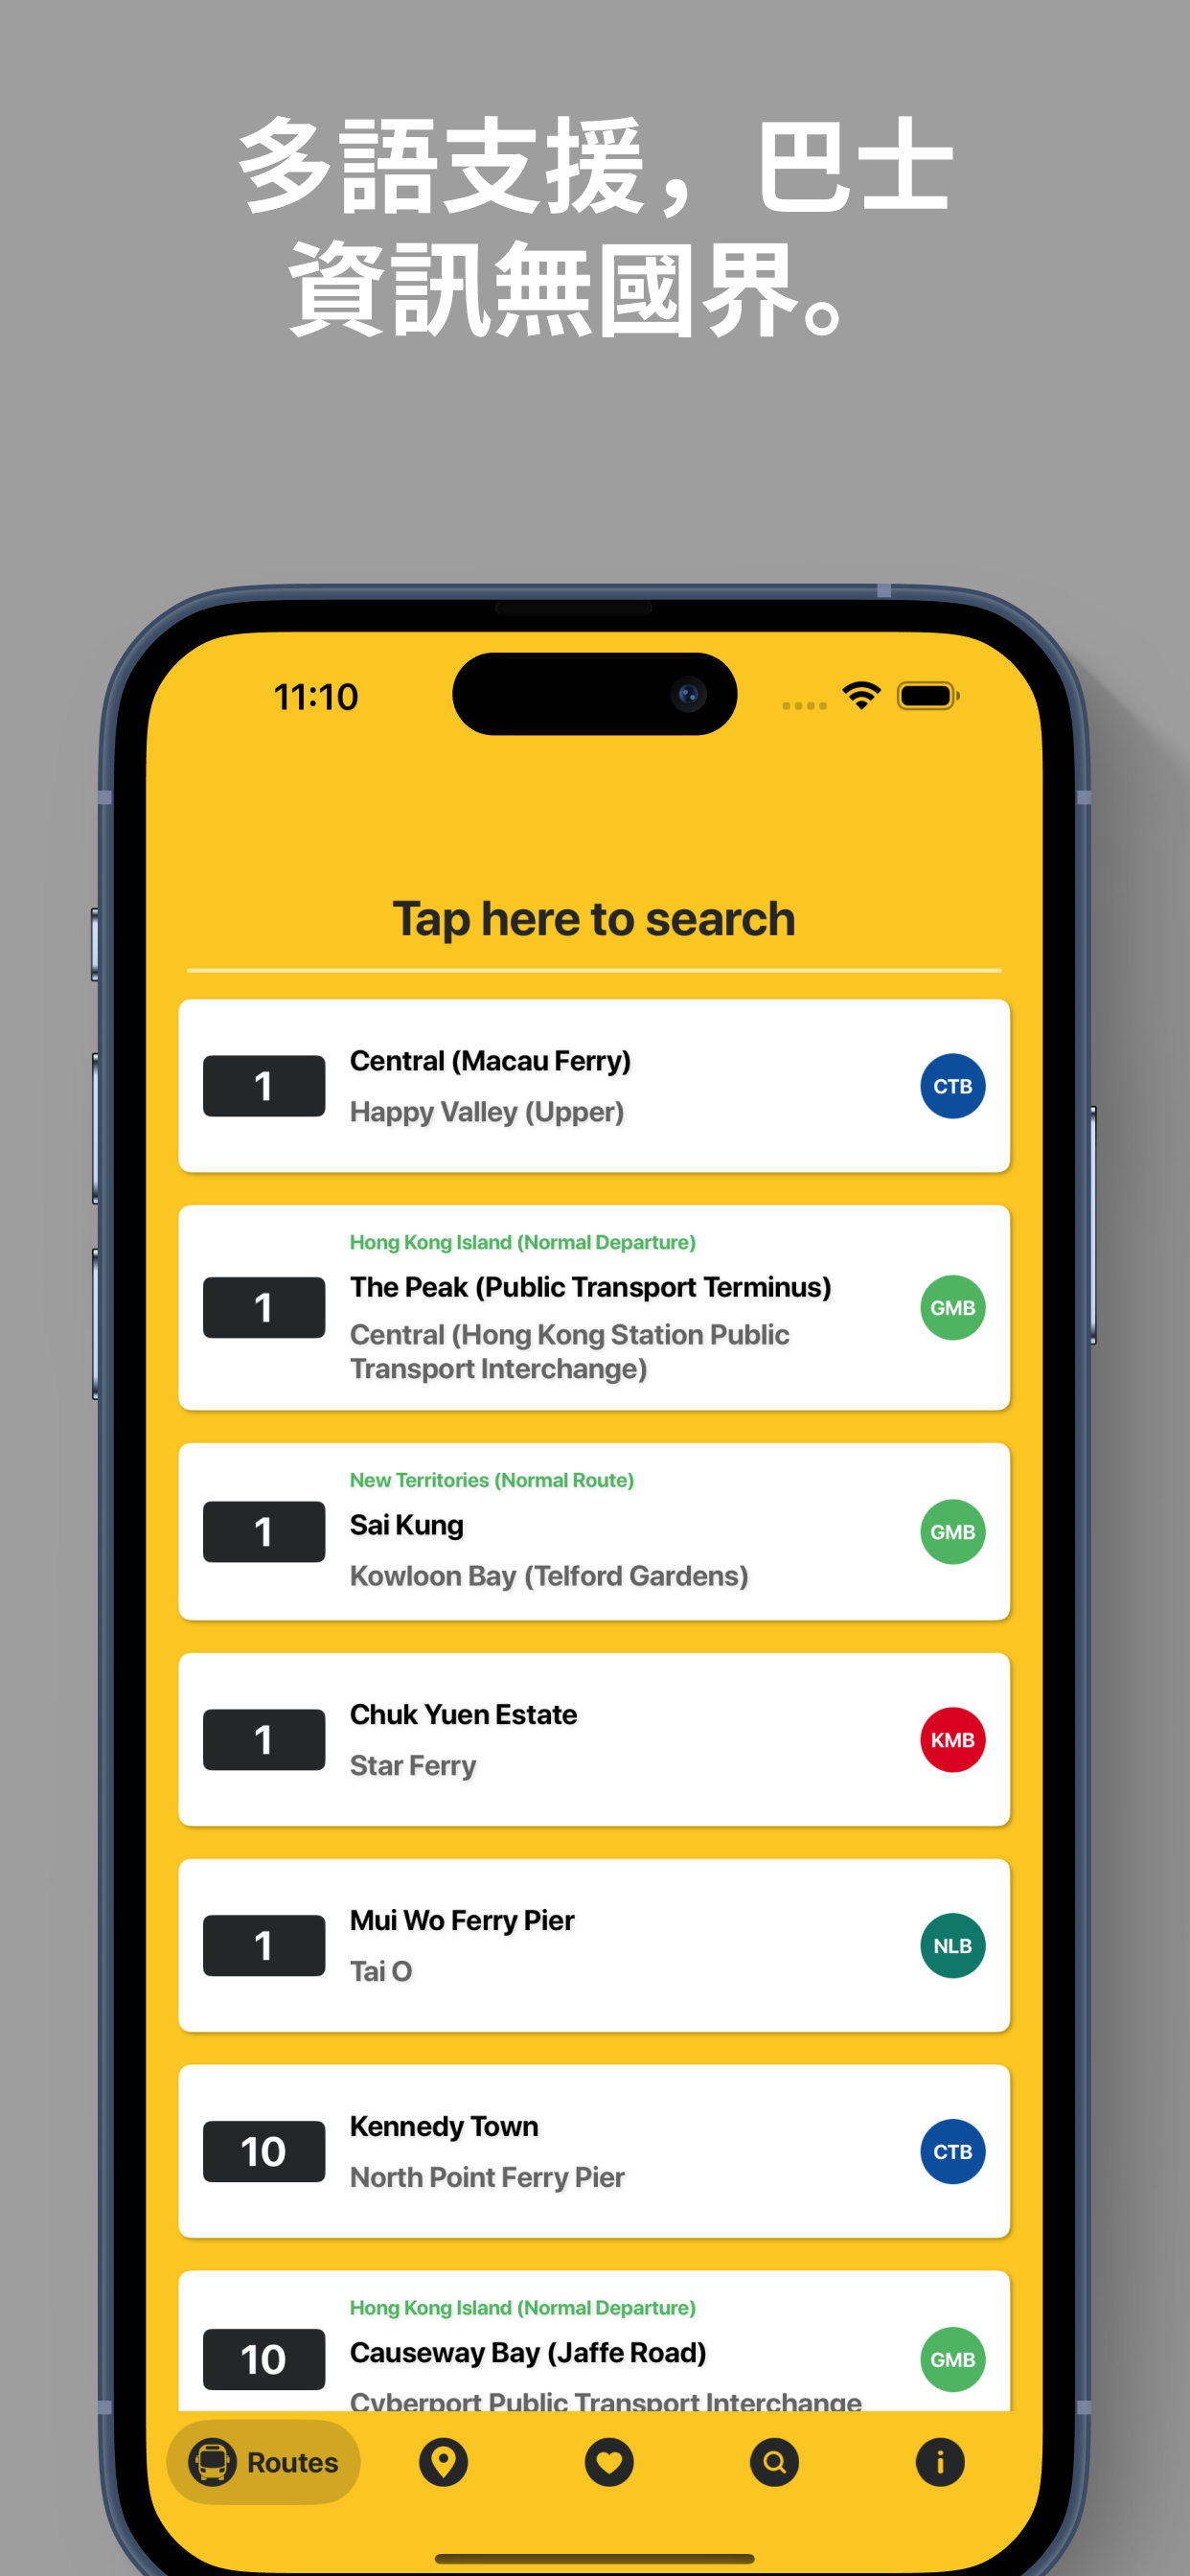 多語支援，巴士
資訊無國界。
11:10
Tap here to search
1
Central (Macau Ferry)
Happy Valley (Upper)
CTB
Hong Kong Island (Normal Departure)
1
The Peak (Public Transport Terminus)
Central (Hong Kong Station Public
Transport Interchange)
GMB
New Territories (Normal Route)
1
Sai Kung
Kowloon Bay (Telford Gardens)
GMB
1
Chuk Yuen Estate
Star Ferry
KMB
1
Mui Wo Ferry Pier
Tai O
NLB
10
Kennedy Town
North Point Ferry Pier
CTB
Hong Kong Island (Normal Departure)
10
Causeway Bay (Jaffe Road)
Cyberport Public Transport Interchange
GMB
Routes